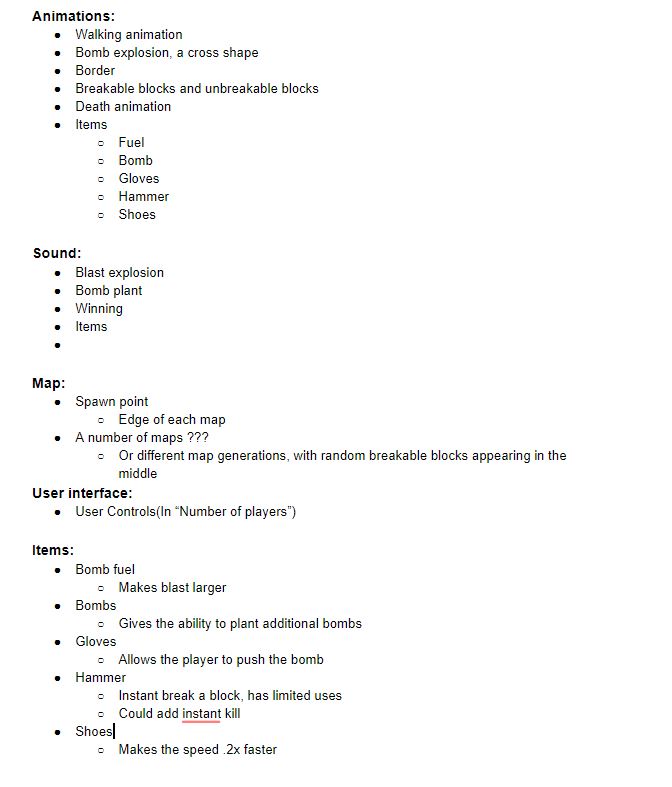 Animations:
● Walking animation
● Bomb explosion, a cross shape
● Border
● Breakable blocks and unbreakable blocks
● Death animation
● Items
○ Fuel
○ Bomb
○ Gloves
○ Hammer
○ Shoes
Sound:
● Blast explosion
● Bomb plant
● Winning
● Items
●
Map:
● Spawn point
○ Edge of each map
● A number of maps ???
○ Or different map generations, with random breakable blocks appearing in the
middle
User interface:
● User Controls(In “Number of players”)
Items:
● Bomb fuel
○ Makes blast larger
● Bombs
○ Gives the ability to plant additional bombs
● Gloves
○ Allows the player to push the bomb
● Hammer
○ Instant break a block, has limited uses
○ Could add instant kill
● Shoes
○ Makes the speed .2x faster